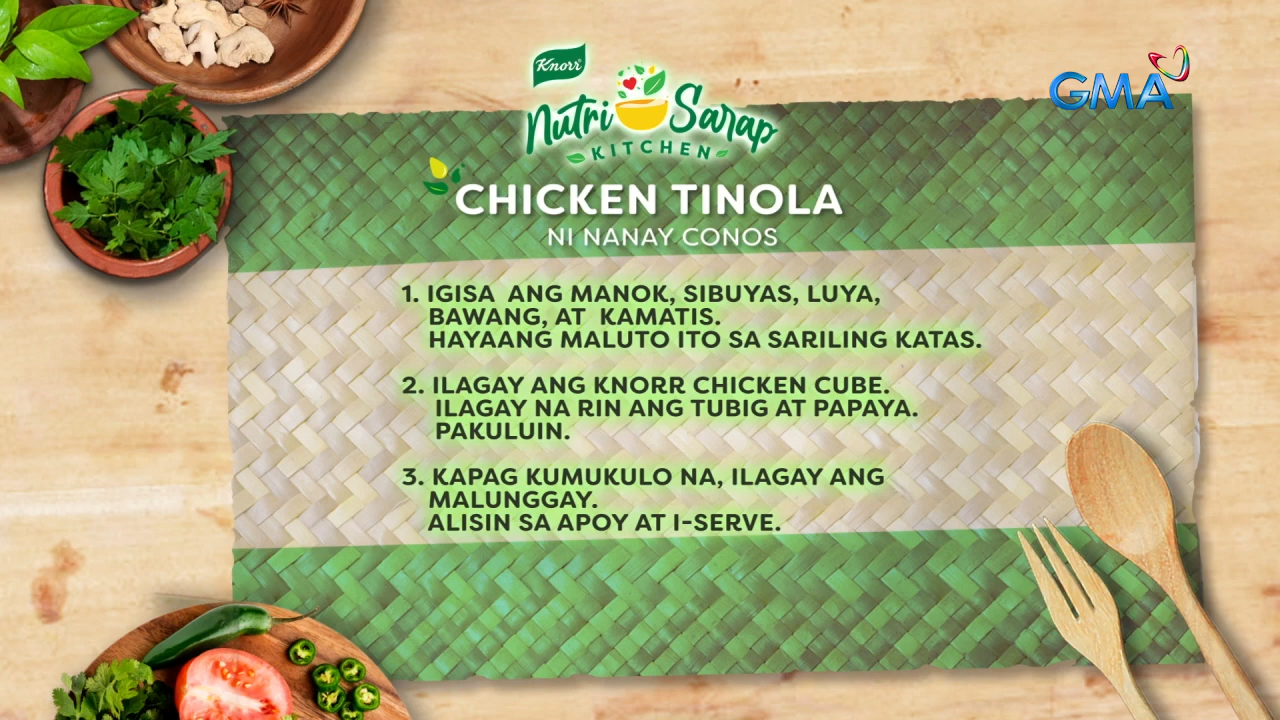 Knorr
GMA
Nutri Sarap
KITCHEN
CHICKEN TINOLA
NI NANAY CONOS
1. IGISA ANG MANOK, SIBUYAS, LUYA,
BAWANG, AT KAMATIS.
HAYAANG MALUTO ITO SA SARILING KATAS.
2. ILAGAY ANG KNORR CHICKEN CUBE.
ILAGAY NA RIN ANG TUBIG AT PAPAYA.
PAKULUIN.
3. KAPAG KUMUKULO NA, ILAGAY ANG
MALUNGGAY.
ALISIN SA APOY AT I-SERVE.